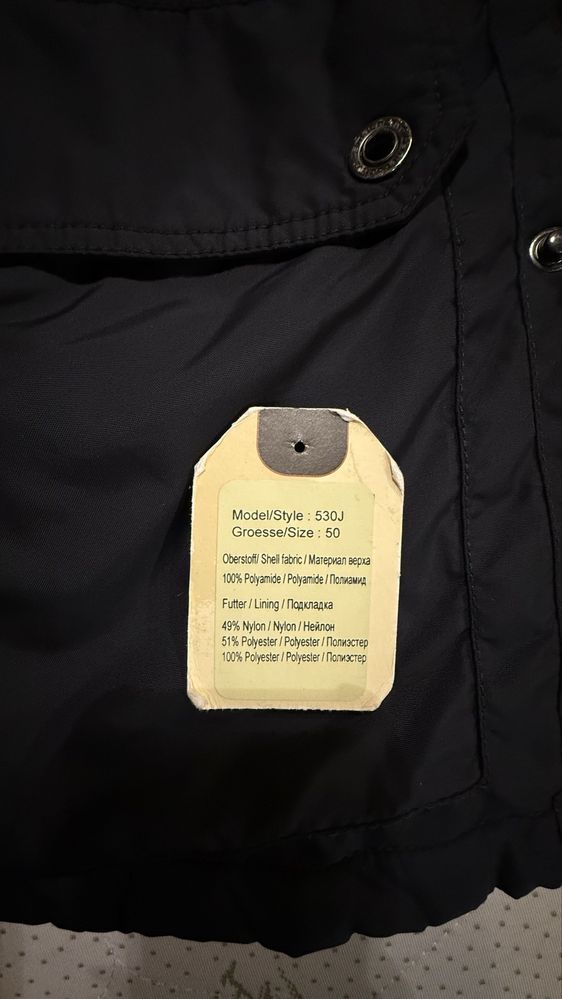 Model/Style : 530J
Groesse/Size : 50
Oberstoff/ Shell fabric / Материал верха
100% Polyamide / Polyamide / Полиамид
Futter / Lining / Подкладка
49% Nylon / Nylon / Нейлон
51% Polyester / Polyester / Полиэстер
100% Polyester / Polyester / Полиэстер